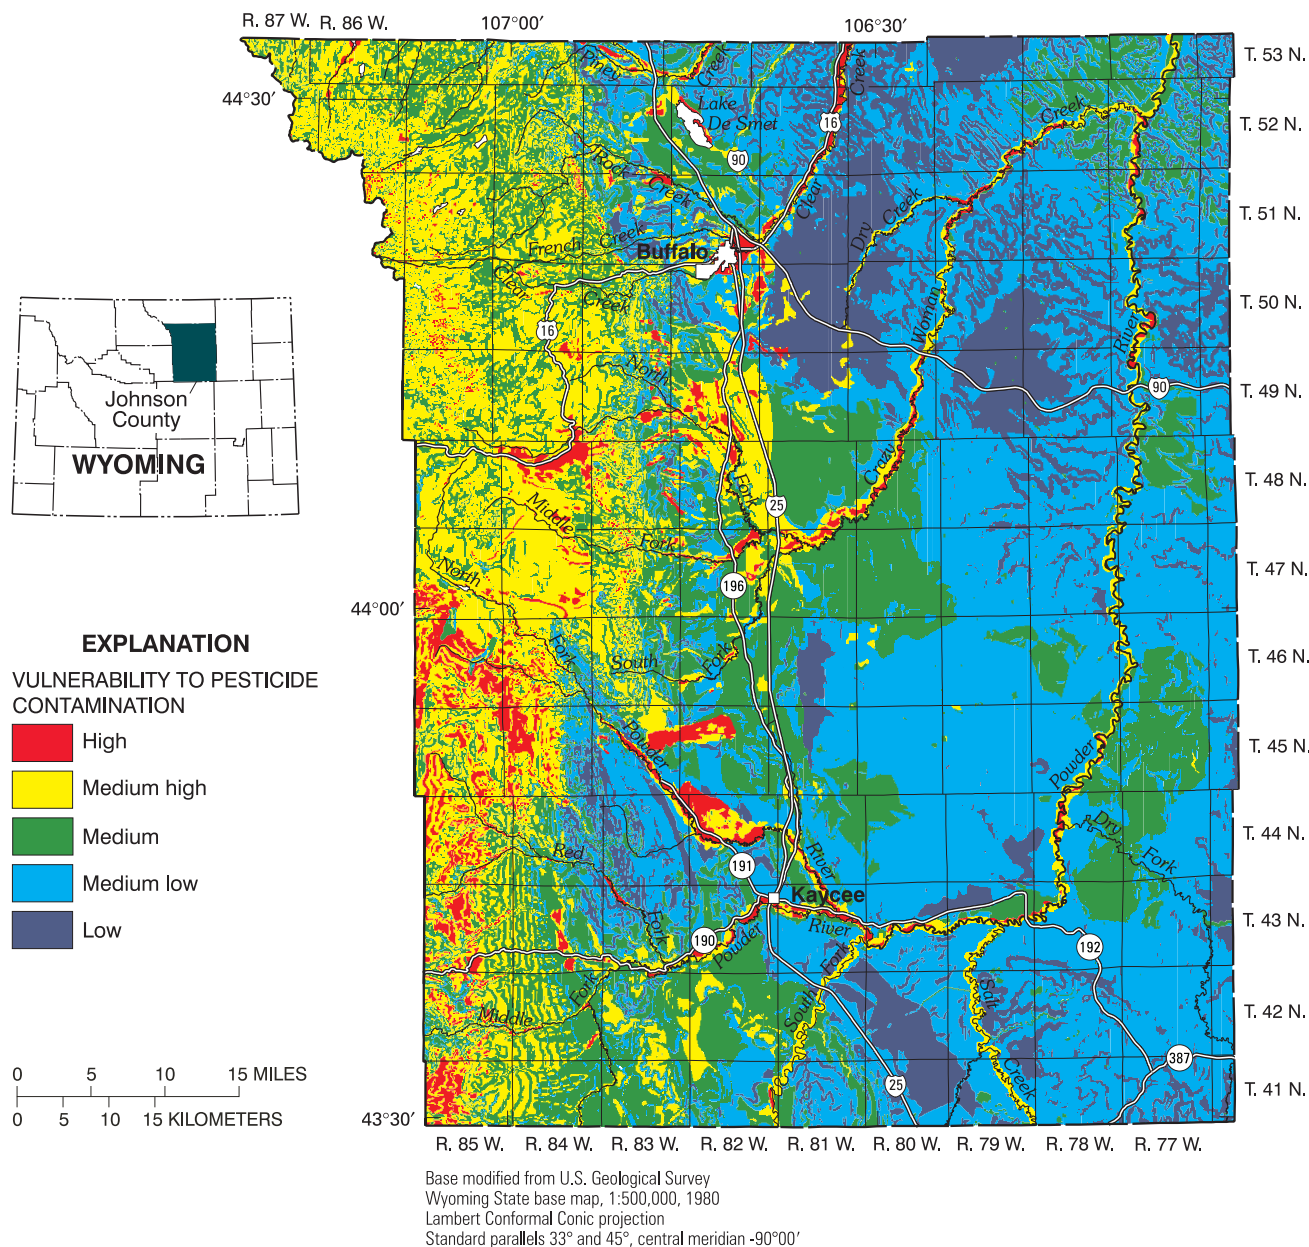 R. 87 W. R. 86 W. 107°00′ 106°30′
T. 53 N.
T. 52 N.
T. 51 N.
T. 50 N.
T. 49 N.
T. 48 N.
T. 47 N.
T. 46 N.
T. 45 N.
T. 44 N.
T. 43 N.
T. 42 N.
T. 41 N.
44°30′
44°00′
43°30′
Piney Creek
Lake
De Smet
Creek
16
90
Clear
Rock Creek
French Creek
Buffalo
Clear Creek
16
Dry Creek
Creek
Woman
Crazy
River
90
North
Fork
25
Middle
Fork
196
North
Fork
South Fork
Powder
Powder
Dry
Fork
Red
Fork
191
River
Kaycee
190
Powder
River
192
Fork
Middle
South Fork
Salt
Creek
387
25
Johnson
County
WYOMING
EXPLANATION
VULNERABILITY TO PESTICIDE
CONTAMINATION
High
Medium high
Medium
Medium low
Low
0 5 10 15 MILES
0 5 10 15 KILOMETERS
R. 85 W. R. 84 W. R. 83 W. R. 82 W. R. 81 W. R. 80 W. R. 79 W. R. 78 W. R. 77 W.
Base modified from U.S. Geological Survey
Wyoming State base map, 1:500,000, 1980
Lambert Conformal Conic projection
Standard parallels 33° and 45°, central meridian -90°00′